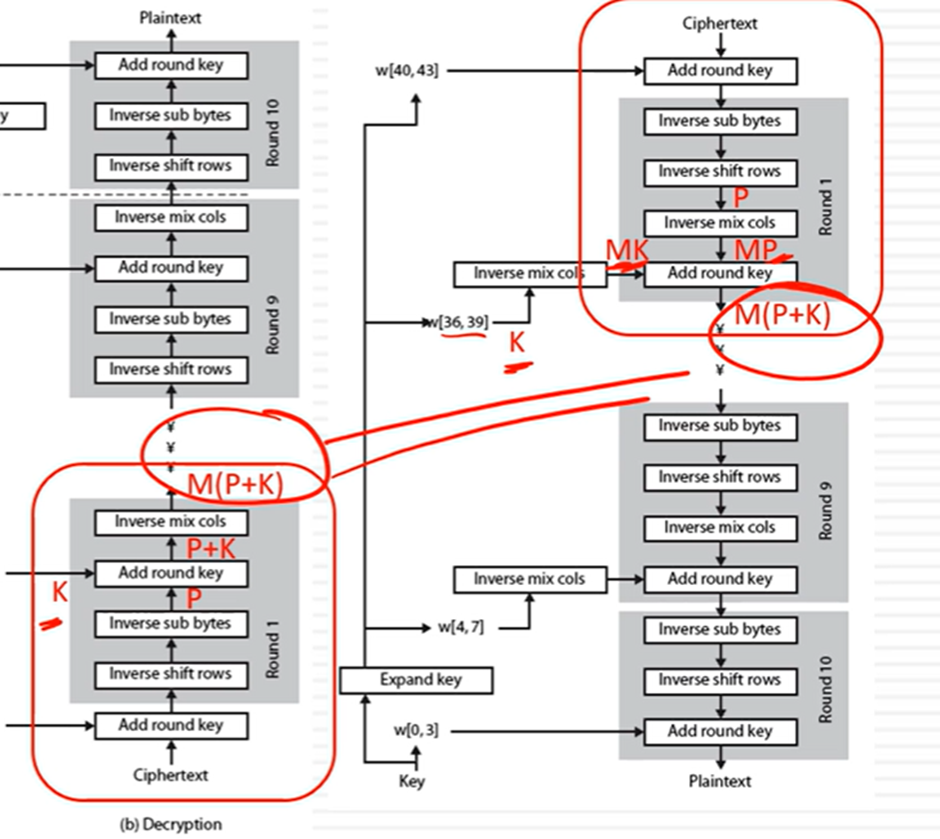 Plaintext
Add round key
y
Inverse sub bytes
Inverse shift rows
Round 10
Inverse mix cols
Add round key
Inverse sub bytes
Inverse shift rows
Round 9
¥
¥
¥
M(P+K)
Inverse mix cols
P+K
Add round key
K
P
Inverse sub bytes
Inverse shift rows
Round 1
Add round key
Ciphertext
(b) Decryption
Ciphertext
w[40, 43]
Add round key
Inverse sub bytes
Inverse shift rows
P
Inverse mix cols
MK
MP
Inverse mix cols
Add round key
Round 1
M(P+K)
w[36, 39]
K
¥
¥
¥
Inverse sub bytes
Inverse shift rows
Inverse mix cols
Inverse mix cols
Add round key
Round 9
w[4, 7]
Inverse sub bytes
Expand key
Inverse shift rows
w[0, 3]
Add round key
Round 10
Key
Plaintext